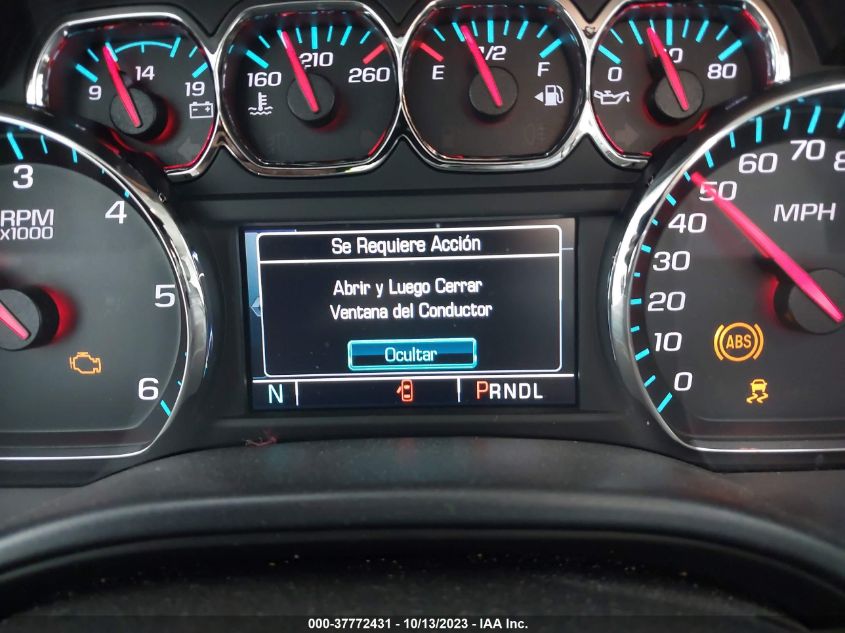 9 14 19
160 210 260
E 1/2 F
0 80
3
4
5
6
RPM
x1000
Se Requiere Acción
Abrir y Luego Cerrar
Ventana del Conductor
Ocultar
N
PRNDL
0
10
20
30
40
50
60
70
MPH
ABS
000-37772431 - 10/13/2023 - IAA Inc.